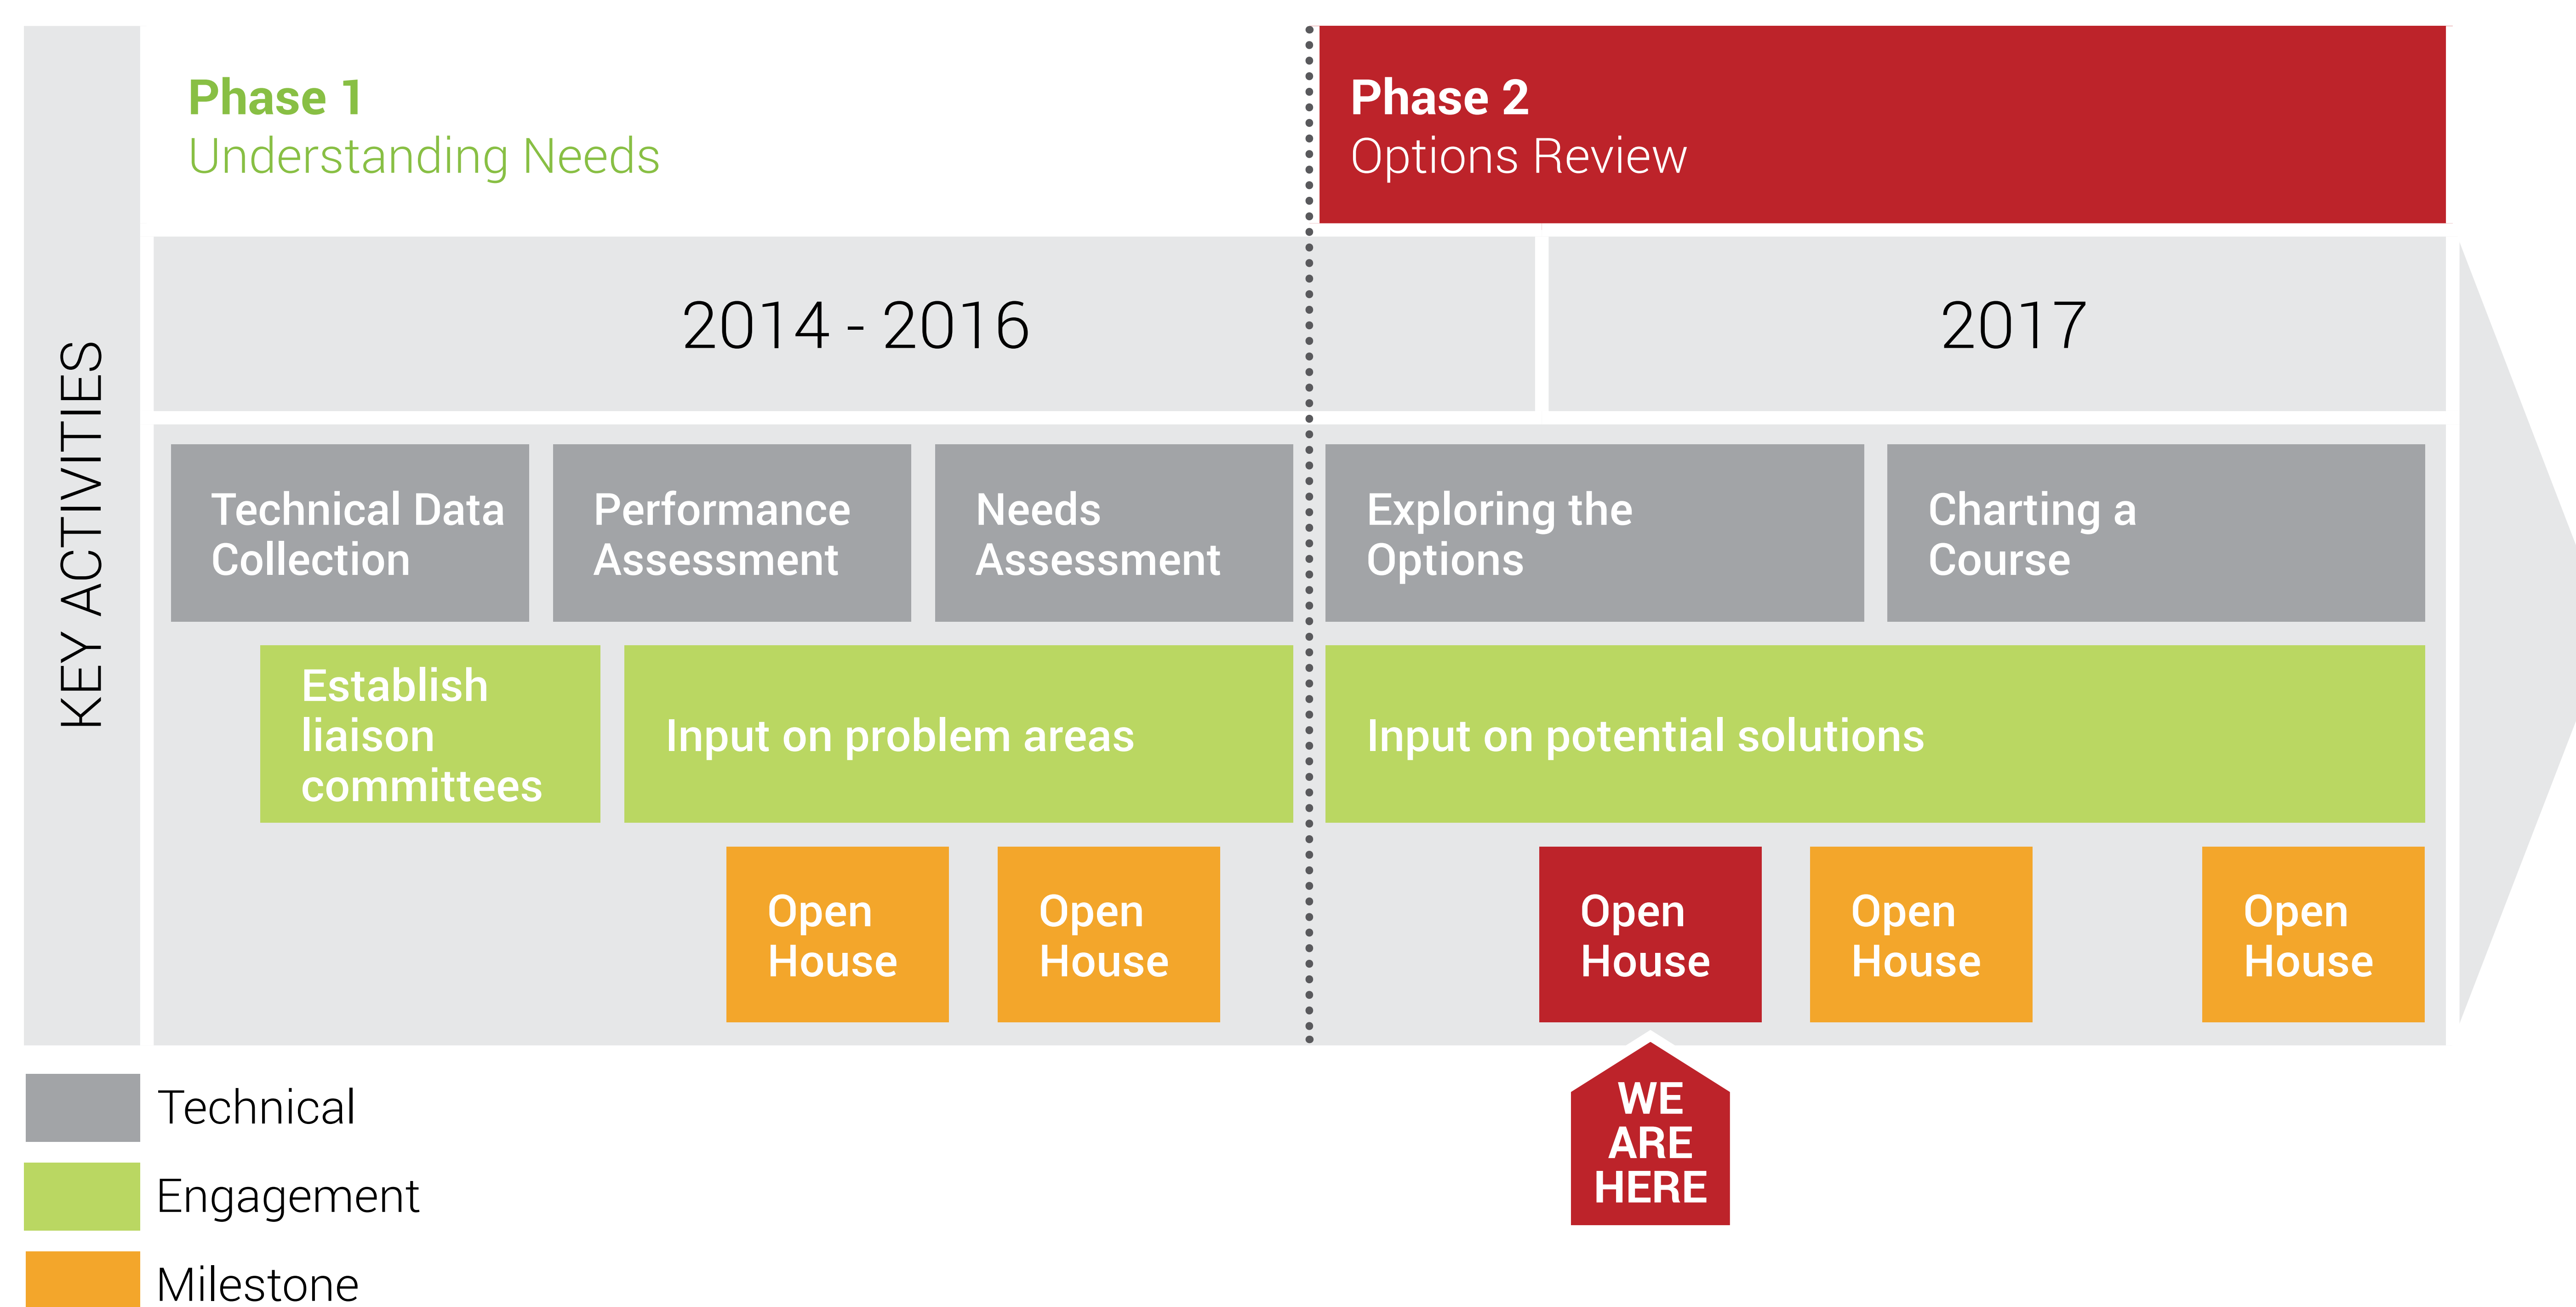 KEY ACTIVITIES
Phase 1
Understanding Needs
Phase 2
Options Review
2014 - 2016
2017
Technical Data
Collection
Performance
Assessment
Needs
Assessment
Exploring the
Options
Charting a
Course
Establish
liaison
committees
Input on problem areas
Input on potential solutions
Open
House
Open
House
Open
House
Open
House
Open
House
WE
ARE
HERE
Technical
Engagement
Milestone